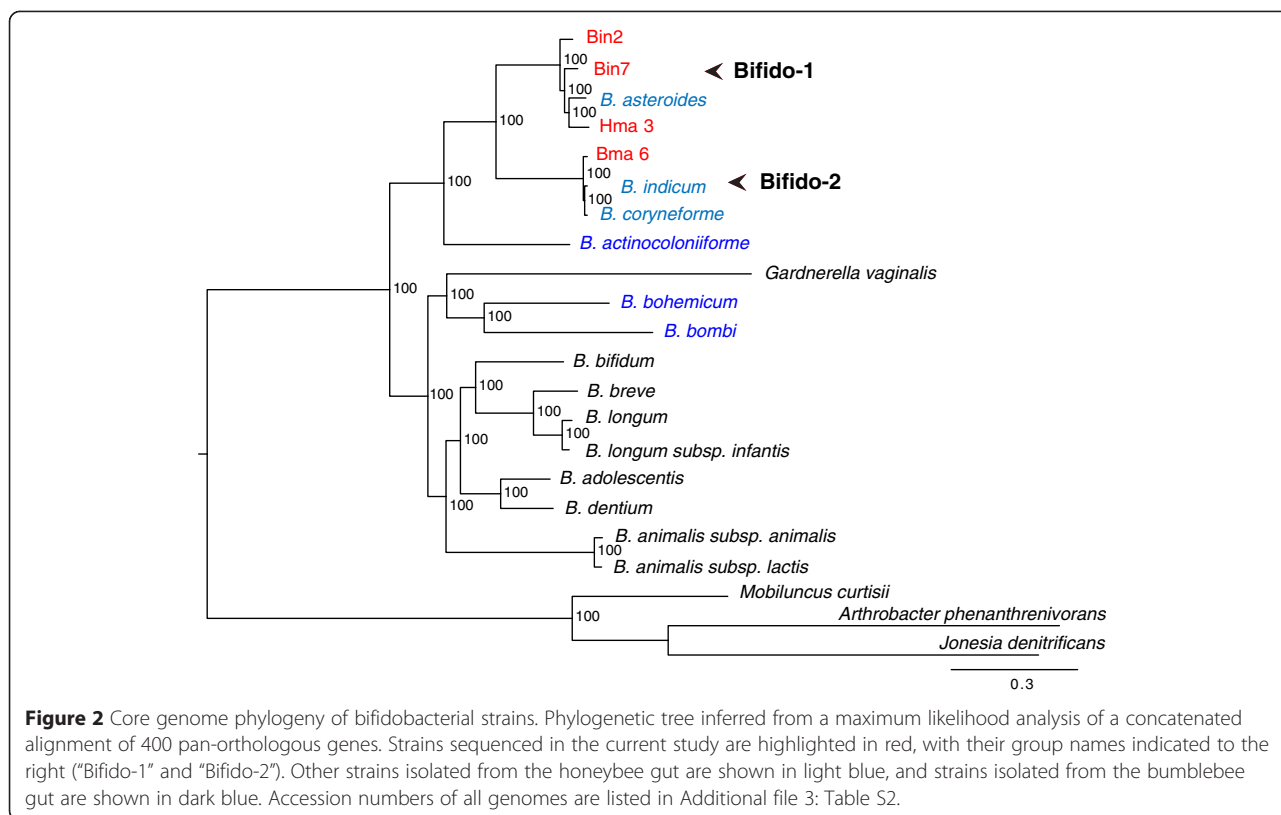 Bin2
100
Bin7
Bifido-1
100
B. asteroides
100
100
Hma 3
Bma 6
100
100
B. indicum
Bifido-2
100
100
B. coryneforme
B. actinocoloniiforme
Gardnerella vaginalis
100
100
B. bohemicum
100
B. bombi
B. bifidum
100
B. breve
100
100
B. longum
100
100
B. longum subsp. infantis
B. adolescentis
100
100
B. dentium
B. animalis subsp. animalis
100
B. animalis subsp. lactis
Mobiluncus curtisii
100
Arthrobacter phenanthrenivorans
Jonesia denitrificans
0.3
Figure 2 Core genome phylogeny of bifidobacterial strains. Phylogenetic tree inferred from a maximum likelihood analysis of a concatenated
alignment of 400 pan-orthologous genes. Strains sequenced in the current study are highlighted in red, with their group names indicated to the
right (“Bifido-1” and “Bifido-2”). Other strains isolated from the honeybee gut are shown in light blue, and strains isolated from the bumblebee
gut are shown in dark blue. Accession numbers of all genomes are listed in Additional file 3: Table S2.